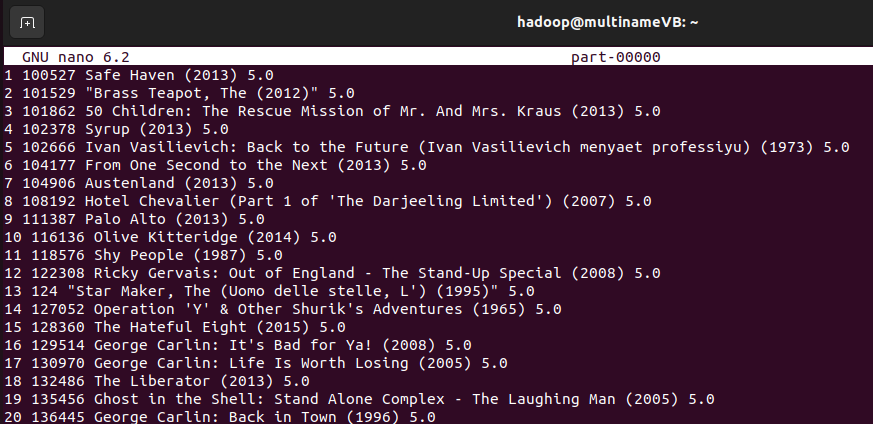 hadoop@multinameVB: ~
GNU nano 6.2 part-00000
1 100527 Safe Haven (2013) 5.0
2 101529 "Brass Teapot, The (2012)" 5.0
3 101862 50 Children: The Rescue Mission of Mr. And Mrs. Kraus (2013) 5.0
4 102378 Syrup (2013) 5.0
5 102666 Ivan Vasilievich: Back to the Future (Ivan Vasilievich menyaet professiyu) (1973) 5.0
6 104177 From One Second to the Next (2013) 5.0
7 104906 Austenland (2013) 5.0
8 108192 Hotel Chevalier (Part 1 of 'The Darjeeling Limited') (2007) 5.0
9 111387 Palo Alto (2013) 5.0
10 116136 Olive Kitteridge (2014) 5.0
11 118576 Shy People (1987) 5.0
12 122308 Ricky Gervais: Out of England - The Stand-Up Special (2008) 5.0
13 124 "Star Maker, The (Uomo delle stelle, L') (1995)" 5.0
14 127052 Operation 'Y' & Other Shurik's Adventures (1965) 5.0
15 128360 The Hateful Eight (2015) 5.0
16 129514 George Carlin: It's Bad for Ya! (2008) 5.0
17 130970 George Carlin: Life Is Worth Losing (2005) 5.0
18 132486 The Liberator (2013) 5.0
19 135456 Ghost in the Shell: Stand Alone Complex - The Laughing Man (2005) 5.0
20 136445 George Carlin: Back in Town (1996) 5.0